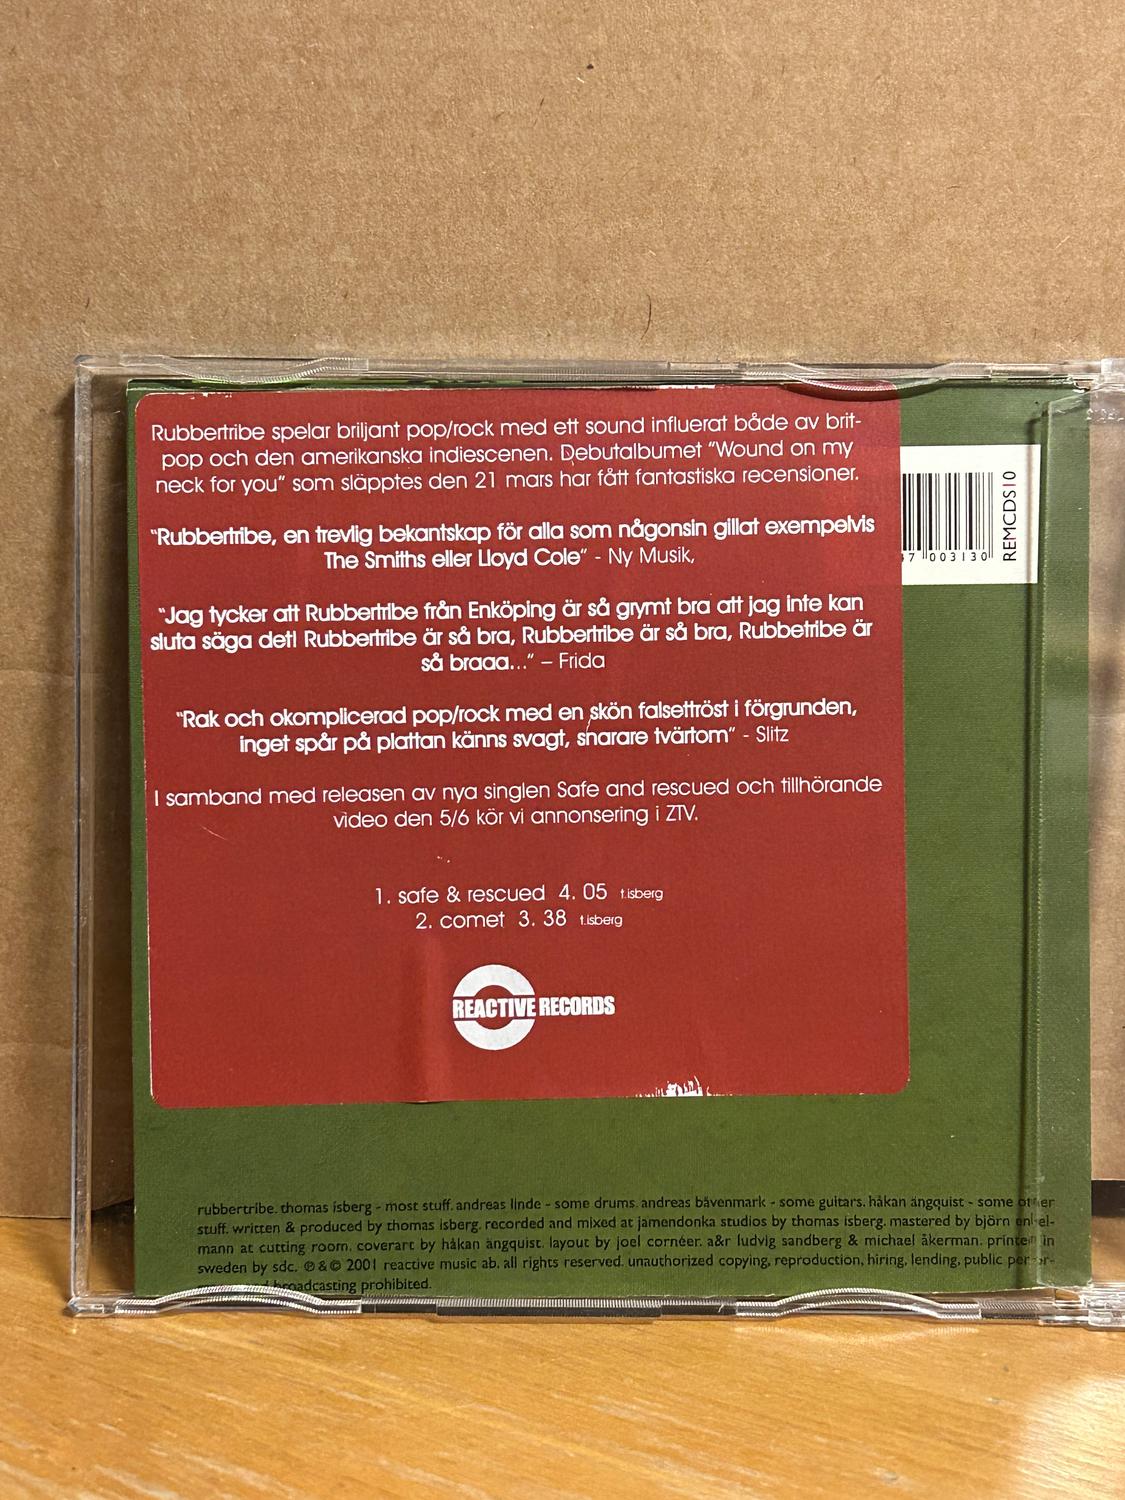 Rubbertribe spelar briljant pop/rock med ett sound influerat både av brit-
pop och den amerikanska indiescenen. Debutalbumet "Wound on my
neck for you" som släpptes den 21 mars har fått fantastiska recensioner.
"Rubbertribe, en trevlig bekantskap för alla som någonsin gillat exempelvis
The Smiths eller Lloyd Cole" - Ny Musik,
"Jag tycker att Rubbertribe från Enköping är så grymt bra att jag inte kan
sluta säga det! Rubbertribe är så bra, Rubbertribe är så bra, Rubbetribe är
så braaa..." – Frida
"Rak och okomplicerad pop/rock med en skön falsettröst i förgrunden,
inget spår på plattan känns svagt, snarare tvärtom" - Slitz
I samband med releasen av nya singlen Safe and rescued och tillhörande
video den 5/6 kör vi annonsering i ZTV.
1. safe & rescued 4. 05 t.isberg
2. comet 3. 38 t.isberg
REACTIVE RECORDS
7 003130
REMCDS10
rubbertribe. thomas isberg - most stuff. andreas linde - some drums. andreas bävenmark - some guitars. håkan ängquist - some other
stuff. written & produced by thomas isberg. recorded and mixed at jamendonka studios by thomas isberg. mastered by björn engel-
mann at cutting room. coverart by håkan ängquist. layout by joel cornéer. a&r ludvig sandberg & michael åkerman. printed in
sweden by sdc. ℗ & © 2001 reactive music ab. all rights reserved. unauthorized copying, reproduction, hiring, lending, public perfor-
broadcasting prohibited.